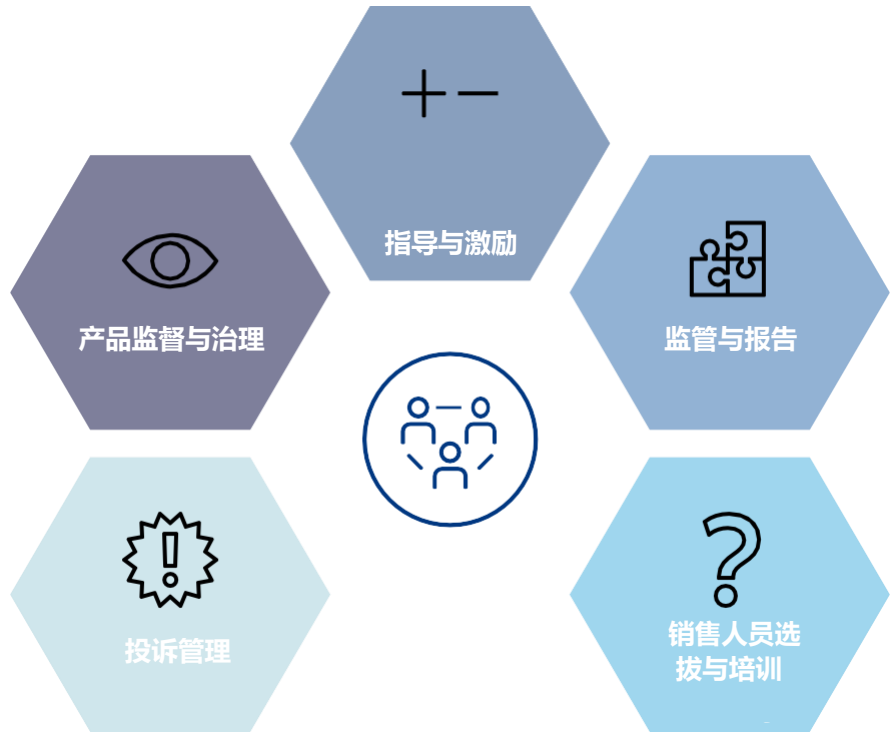 指导与激励
产品监督与治理
监管与报告
投诉管理
销售人员选
拔与培训